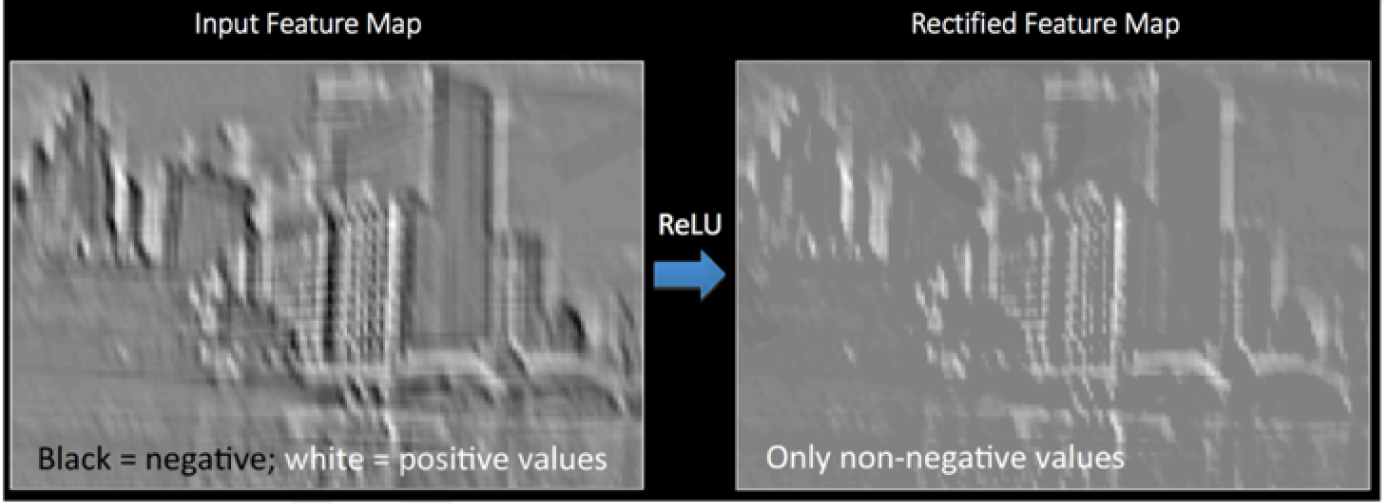 Input Feature Map
Rectified Feature Map
ReLU
Black = negative; white = positive values
Only non-negative values